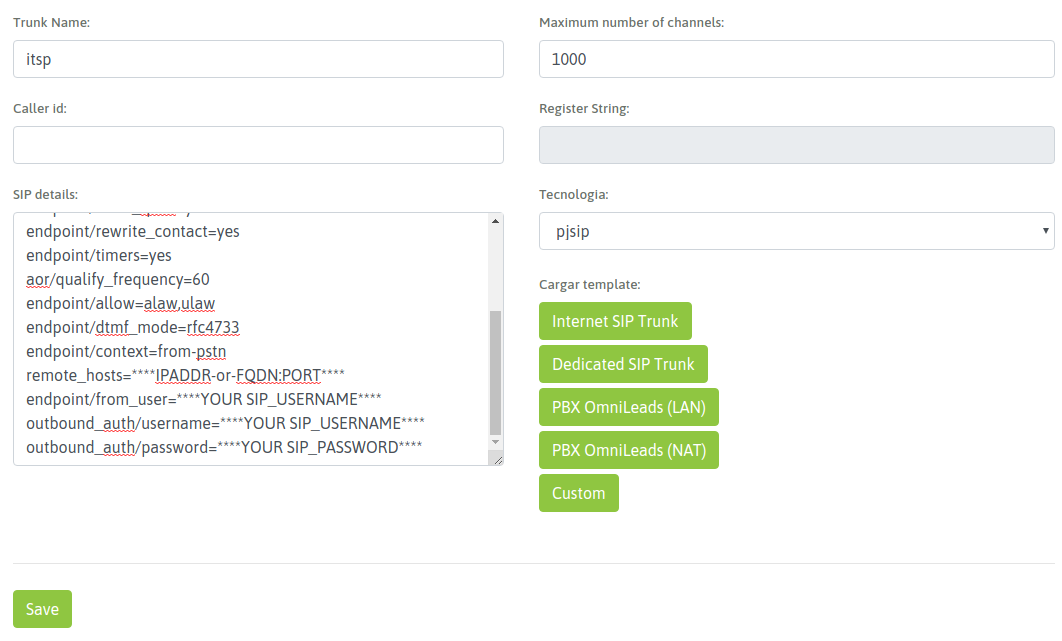 Trunk Name:
itsp
Maximum number of channels:
1000
Caller id:
Register String:
SIP details:
endpoint/rewrite_contact=yes
endpoint/timers=yes
aor/qualify_frequency=60
endpoint/allow=alaw,ulaw
endpoint/dtmf_mode=rfc4733
endpoint/context=from-pstn
remote_hosts=****IPADDR-or-FQDN:PORT****
endpoint/from_user=****YOUR SIP_USERNAME****
outbound_auth/username=****YOUR SIP_USERNAME****
outbound_auth/password=****YOUR SIP_PASSWORD****
Tecnologia:
pjsip
Cargar template:
Internet SIP Trunk
Dedicated SIP Trunk
PBX OmniLeads (LAN)
PBX OmniLeads (NAT)
Custom
Save